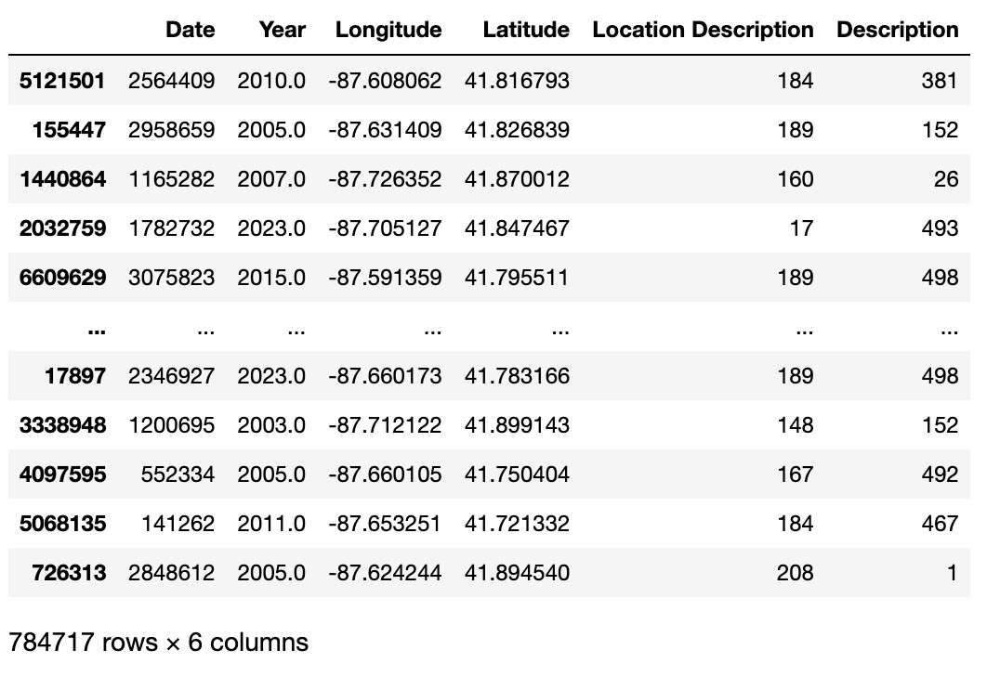 Date Year Longitude Latitude Location Description Description
5121501 2564409 2010.0 -87.608062 41.816793 184 381
155447 2958659 2005.0 -87.631409 41.826839 189 152
1440864 1165282 2007.0 -87.726352 41.870012 160 26
2032759 1782732 2023.0 -87.705127 41.847467 17 493
6609629 3075823 2015.0 -87.591359 41.795511 189 498
... ... ... ... ... ... ...
17897 2346927 2023.0 -87.660173 41.783166 189 498
3338948 1200695 2003.0 -87.712122 41.899143 148 152
4097595 552334 2005.0 -87.660105 41.750404 167 492
5068135 141262 2011.0 -87.653251 41.721332 184 467
726313 2848612 2005.0 -87.624244 41.894540 208 1
784717 rows × 6 columns